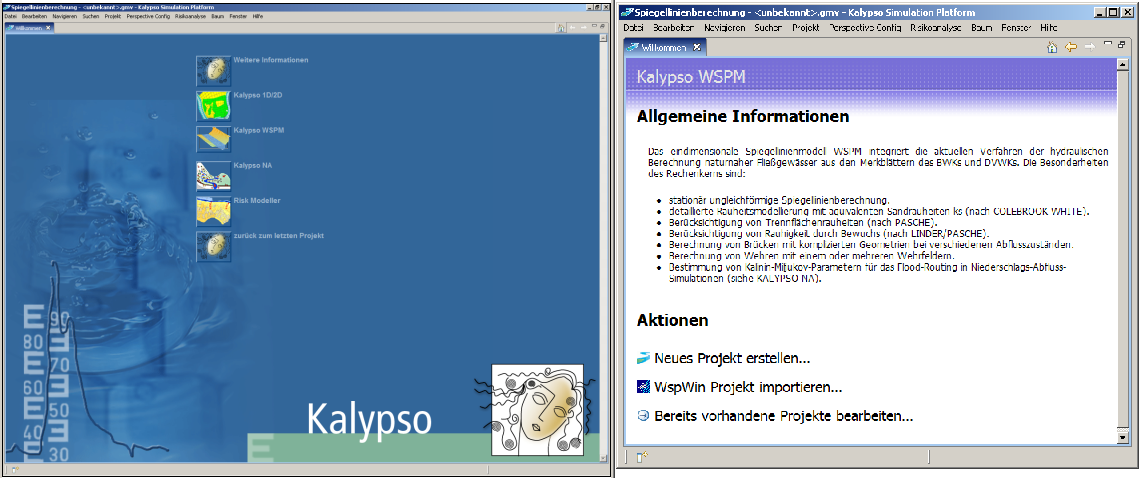 Spiegellinienberechnung - <unbekannt>.gmv - Kalypso Simulation Platform
Datei Bearbeiten Navigieren Suchen Projekt Perspective Config Risikoanalyse Baum Fenster Hilfe
Willkommen
Weitere Informationen
Kalypso 1D/2D
Kalypso WSPM
Kalypso NA
Risk Modeller
zurück zum letzten Projekt
E 90
80
70
60
50
40
30
Kalypso
Spiegellinienberechnung - <unbekannt>.gmv - Kalypso Simulation Platform
Datei Bearbeiten Navigieren Suchen Projekt Perspective Config Risikoanalyse Baum Fenster Hilfe
Willkommen
Kalypso WSPM
Allgemeine Informationen
Das eindimensionale Spiegellinienmodell WSPM integriert die aktuellen Verfahren der hydraulischen
Berechnung naturnaher Fließgewässer aus den Merkblättern des BWKs und DVWKs. Die Besonderheiten
des Rechenkerns sind:
• stationär ungleichförmige Spiegellinienberechnung.
• detaillierte Rauheitsmodellierung mit äquivalenten Sandrauheiten ks (nach COLEBROOK WHITE).
• Berücksichtigung von Trennflächenrauheiten (nach PASCHE).
• Berücksichtigung von Rauhigkeit durch Bewuchs (nach LINDER/PASCHE).
• Berechnung von Brücken mit komplizierten Geometrien bei verschiedenen Abflusszuständen.
• Berechnung von Wehren mit einem oder mehreren Wehrfeldern.
• Bestimmung von Kalnin-Miljukov-Parametern für das Flood-Routing in Niederschlags-Abfluss-
Simulationen (siehe KALYPSO NA).
Aktionen
Neues Projekt erstellen...
WspWin Projekt importieren...
Bereits vorhandene Projekte bearbeiten...